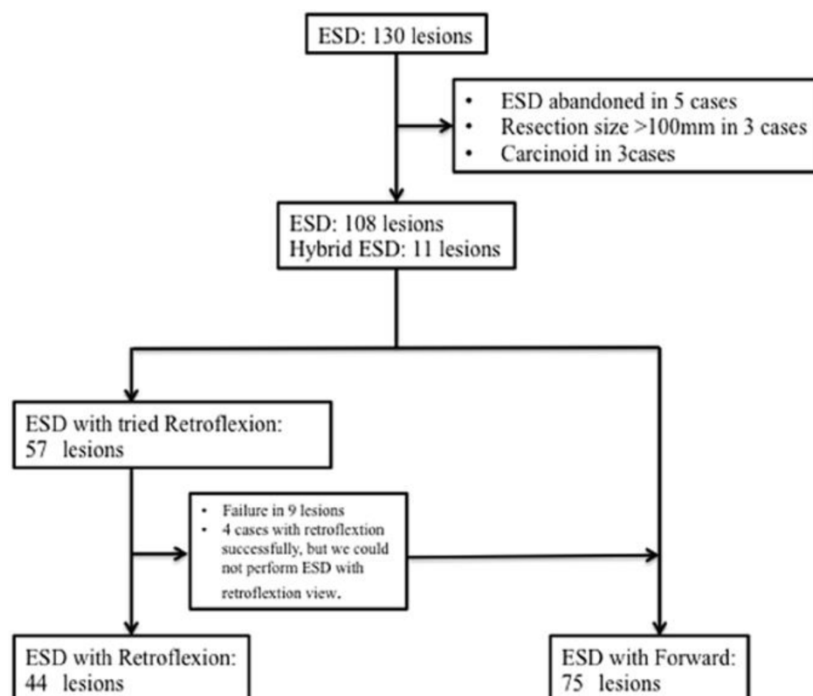 ESD: 130 lesions
• ESD abandoned in 5 cases
• Resection size >100mm in 3 cases
• Carcinoid in 3cases
ESD: 108 lesions
Hybrid ESD: 11 lesions
ESD with tried Retroflexion:
57 lesions
• Failure in 9 lesions
• 4 cases with retroflextion
successfully, but we could
not perform ESD with
retroflextion view.
ESD with Retroflexion:
44 lesions
ESD with Forward:
75 lesions